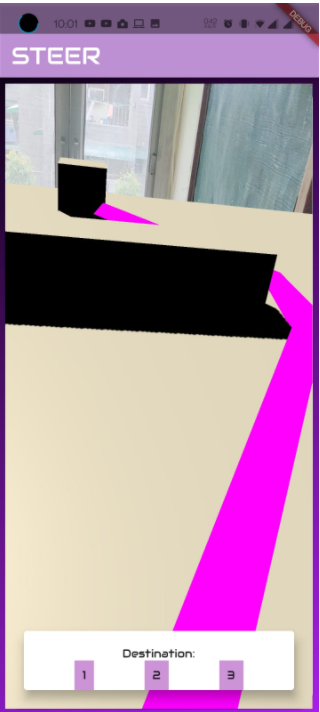 10:01
DEBUG
STEER
Destination:
1 2 3